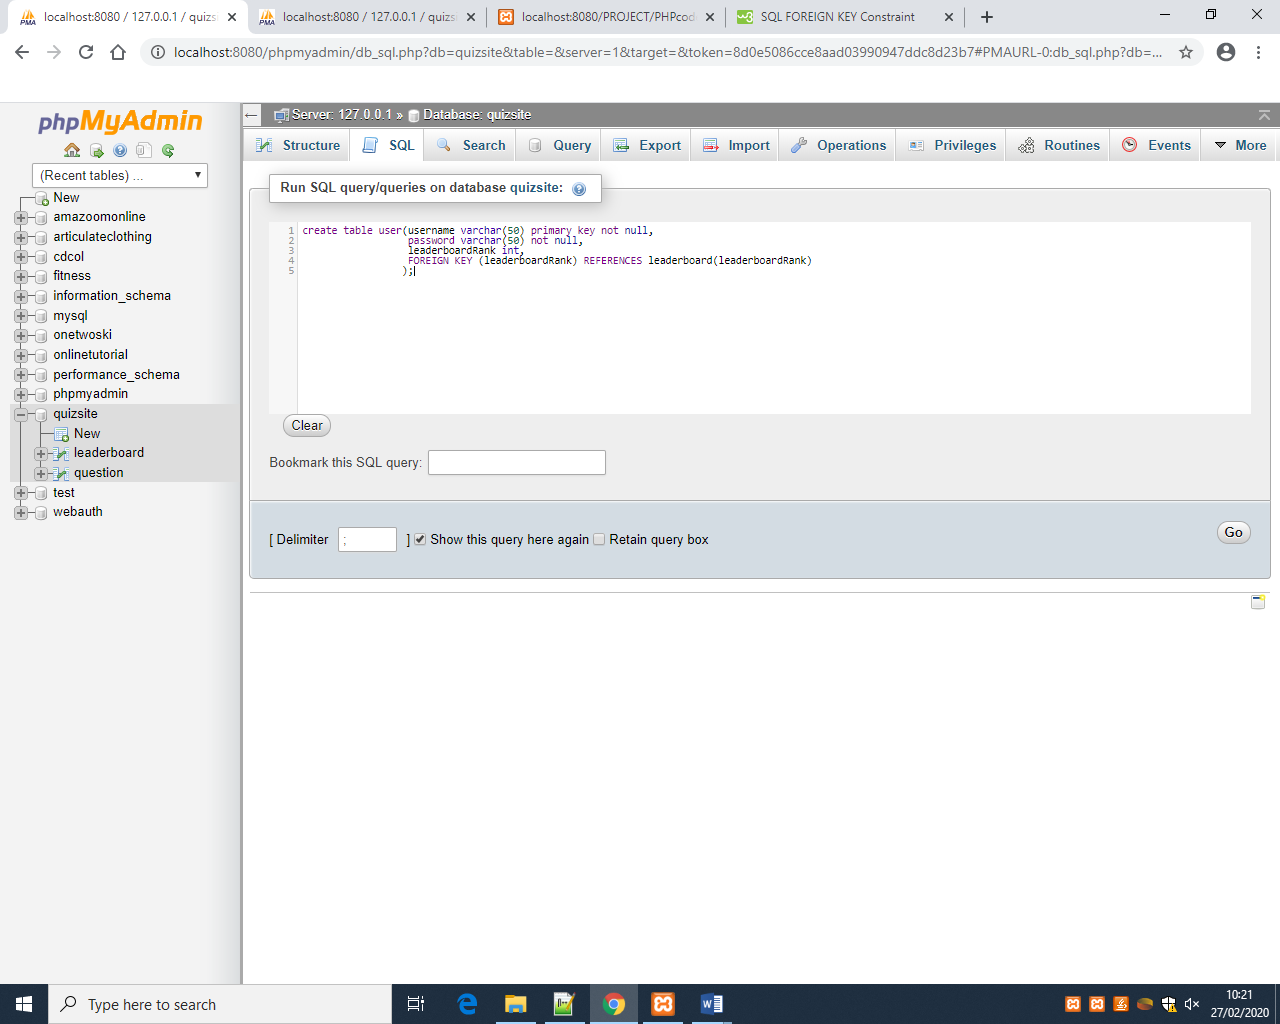 localhost:8080 / 127.0.0.1 / quizs
localhost:8080 / 127.0.0.1 / quizs
localhost:8080/PROJECT/PHPcod
SQL FOREIGN KEY Constraint
localhost:8080/phpmyadmin/db_sql.php?db=quizsite&table=&server=1&target=&token=8d0e5086cce8aad03990947ddc8d23b7#PMAURL-0:db_sql.php?db=...
phpMyAdmin
(Recent tables) ...
New
amazoomonline
articulateclothing
cdcol
fitness
information_schema
mysql
onetwoski
onlinetutorial
performance_schema
phpmyadmin
quizsite
New
leaderboard
question
test
webauth
Server: 127.0.0.1 » Database: quizsite
Structure SQL Search Query Export Import Operations Privileges Routines Events More
Run SQL query/queries on database quizsite:
1 create table user(username varchar(50) primary key not null,
2 password varchar(50) not null,
3 leaderboardRank int,
4 FOREIGN KEY (leaderboardRank) REFERENCES leaderboard(leaderboardRank)
5 );
Clear
Bookmark this SQL query:
[ Delimiter ; ] Show this query here again Retain query box
Go
Type here to search
10:21
27/02/2020